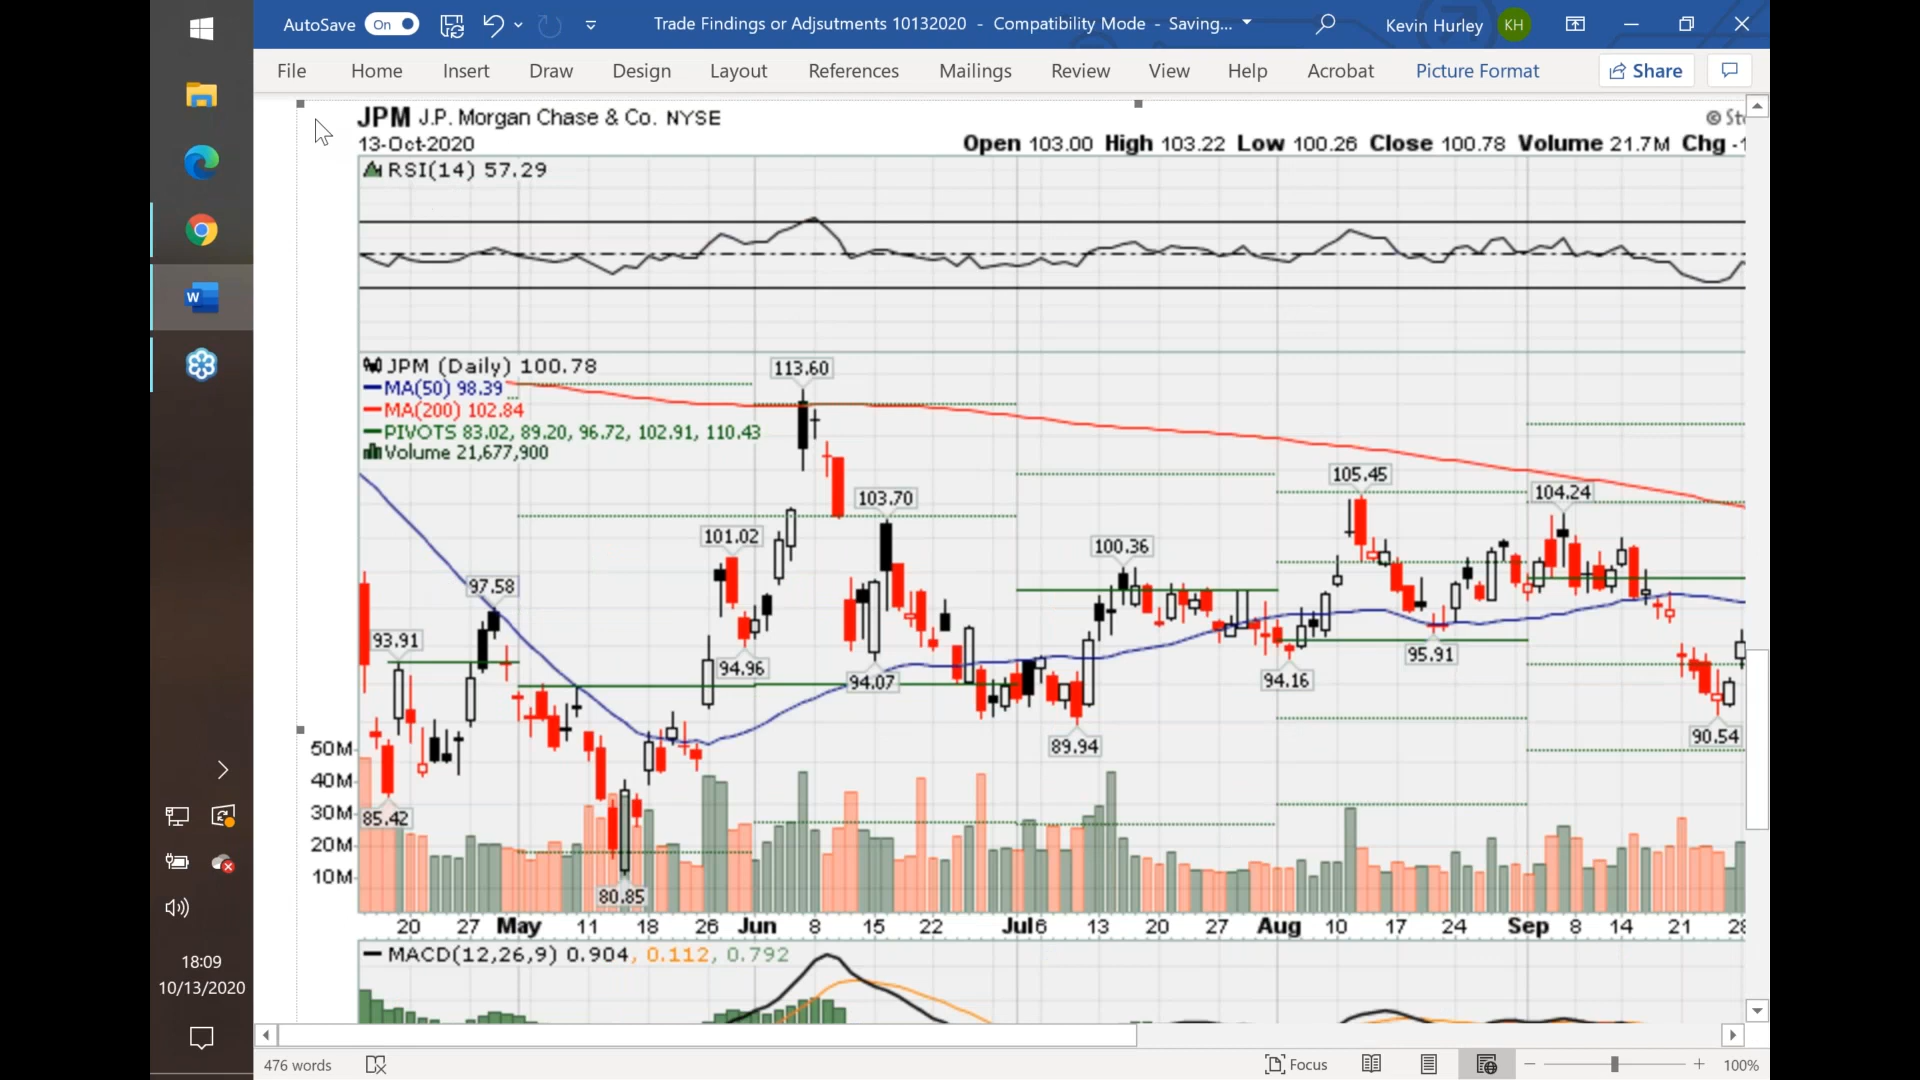 AutoSave On Trade Findings or Adjsutments 10132020 - Compatibility Mode - Saving... Kevin Hurley KH
File Home Insert Draw Design Layout References Mailings Review View Help Acrobat Picture Format Share
JPM J.P. Morgan Chase & Co. NYSE
13-Oct-2020 Open 103.00 High 103.22 Low 100.26 Close 100.78 Volume 21.7M Chg
RSI(14) 57.29
JPM (Daily) 100.78
MA(50) 98.39
MA(200) 102.84
PIVOTS 83.02, 89.20, 96.72, 102.91, 110.43
Volume 21,677,900
113.60
105.45
104.24
103.70
101.02
100.36
97.58
93.91
95.91
94.96
94.07
94.16
90.54
89.94
85.42
80.85
50M
40M
30M
20M
10M
20 27 May 11 18 26 Jun 8 15 22 Jul 6 13 20 27 Aug 10 17 24 Sep 8 14 21 28
MACD(12,26,9) 0.904, 0.112, 0.792
18:09
10/13/2020
476 words Focus 100%